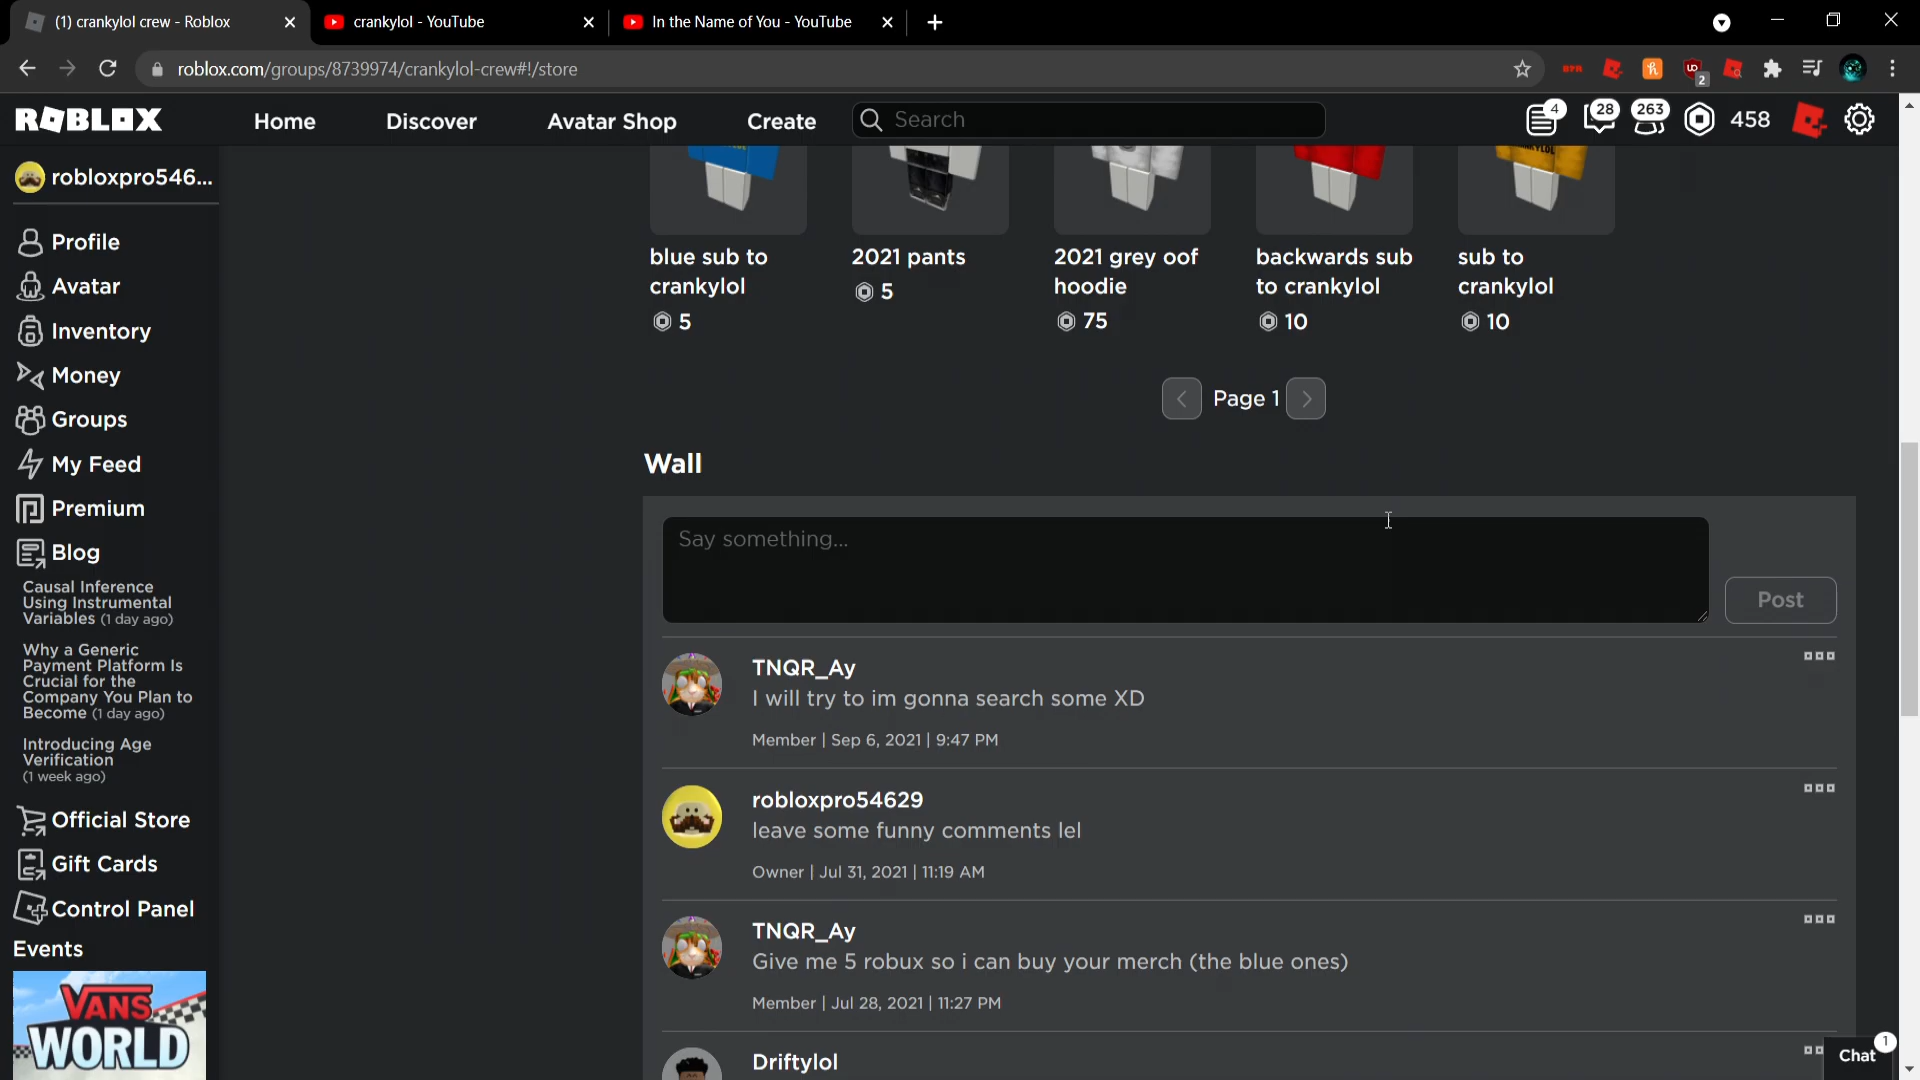 (1) crankylol crew - Roblox
crankylol - YouTube
In the Name of You - YouTube
roblox.com/groups/8739974/crankylol-crew#!/store
2
ROBLOX
Home
Discover
Avatar Shop
Create
Search
4
28
263
458
robloxpro546...
Profile
Avatar
Inventory
Money
Groups
My Feed
Premium
Blog
Causal Inference
Using Instrumental
Variables (1 day ago)
Why a Generic
Payment Platform Is
Crucial for the
Company You Plan to
Become (1 day ago)
Introducing Age
Verification
(1 week ago)
Official Store
Gift Cards
Control Panel
Events
VANS
WORLD
blue sub to
crankylol
5
2021 pants
5
2021 grey oof
hoodie
75
backwards sub
to crankylol
10
sub to
crankylol
10
Page 1
Wall
Say something...
Post
TNQR_Ay
I will try to im gonna search some XD
Member | Sep 6, 2021 | 9:47 PM
robloxpro54629
leave some funny comments lel
Owner | Jul 31, 2021 | 11:19 AM
TNQR_Ay
Give me 5 robux so i can buy your merch (the blue ones)
Member | Jul 28, 2021 | 11:27 PM
Driftylol
Chat
1